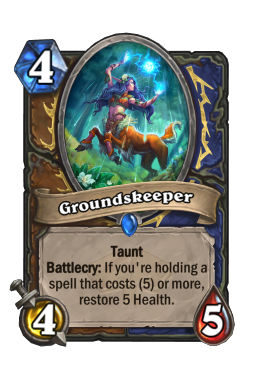 4
Groundskeeper
Taunt
Battlecry: If you're holding a
spell that costs (5) or more,
restore 5 Health.
4
5